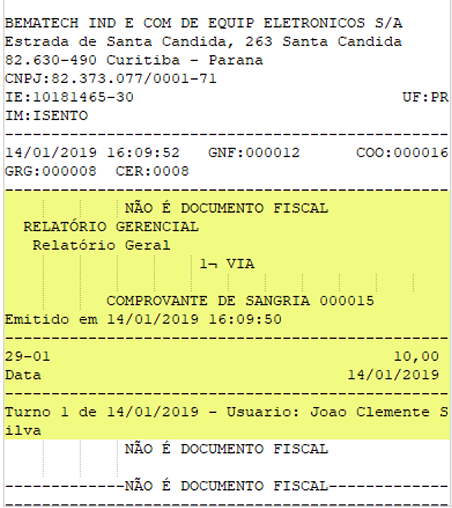 BEMATECH IND E COM DE EQUIP ELETRONICOS S/A
Estrada de Santa Candida, 263 Santa Candida
82.630-490 Curitiba - Parana
CNPJ:82.373.077/0001-71
IE:10181465-30 UF:PR
IM:ISENTO
------------------------------------------------
14/01/2019 16:09:52 GNF:000012 COO:000016
GRG:000008 CER:0008
------------------------------------------------
NÃO É DOCUMENTO FISCAL
RELATÓRIO GERENCIAL
Relatório Geral
1¬ VIA
COMPROVANTE DE SANGRIA 000015
Emitido em 14/01/2019 16:09:50
------------------------------------------------
29-01 10,00
Data 14/01/2019
------------------------------------------------
Turno 1 de 14/01/2019 - Usuario: Joao Clemente S
ilva
NÃO É DOCUMENTO FISCAL
-------------NÃO É DOCUMENTO FISCAL-------------
------------------------------------------------